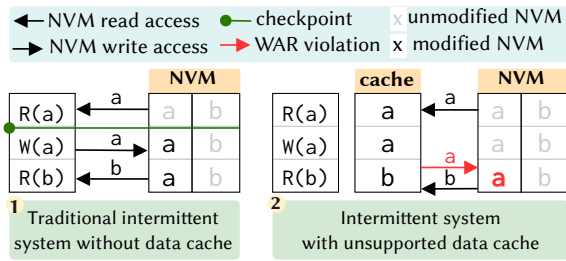 NVM read access
checkpoint
x unmodified NVM
NVM write access
WAR violation
x modified NVM
NVM
cache
NVM
R(a)
a
a b
R(a)
a
a
a b
W(a)
a
a b
W(a)
a
a b
R(b)
b
a b
R(b)
b
a
b
a b
1
Traditional intermittent
system without data cache
2
Intermittent system
with unsupported data cache